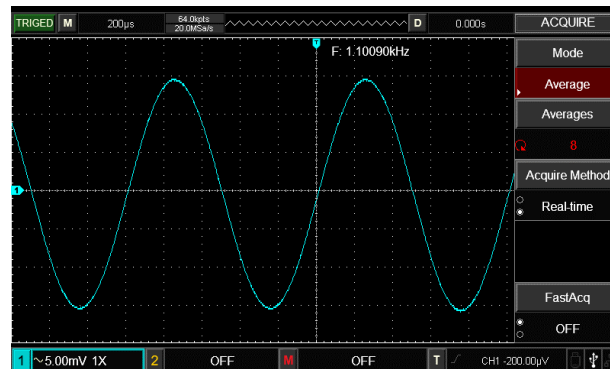 TRIGED M 200μs 64.0kpts 20.0MSa/s D 0.000s ACQUIRE
T
F: 1.10090kHz
Mode
Average
Averages
8
1
Acquire Method
Real-time
FastAcq
OFF
1 ~5.00mV 1X 2 OFF M OFF T CH1 -200.00μV